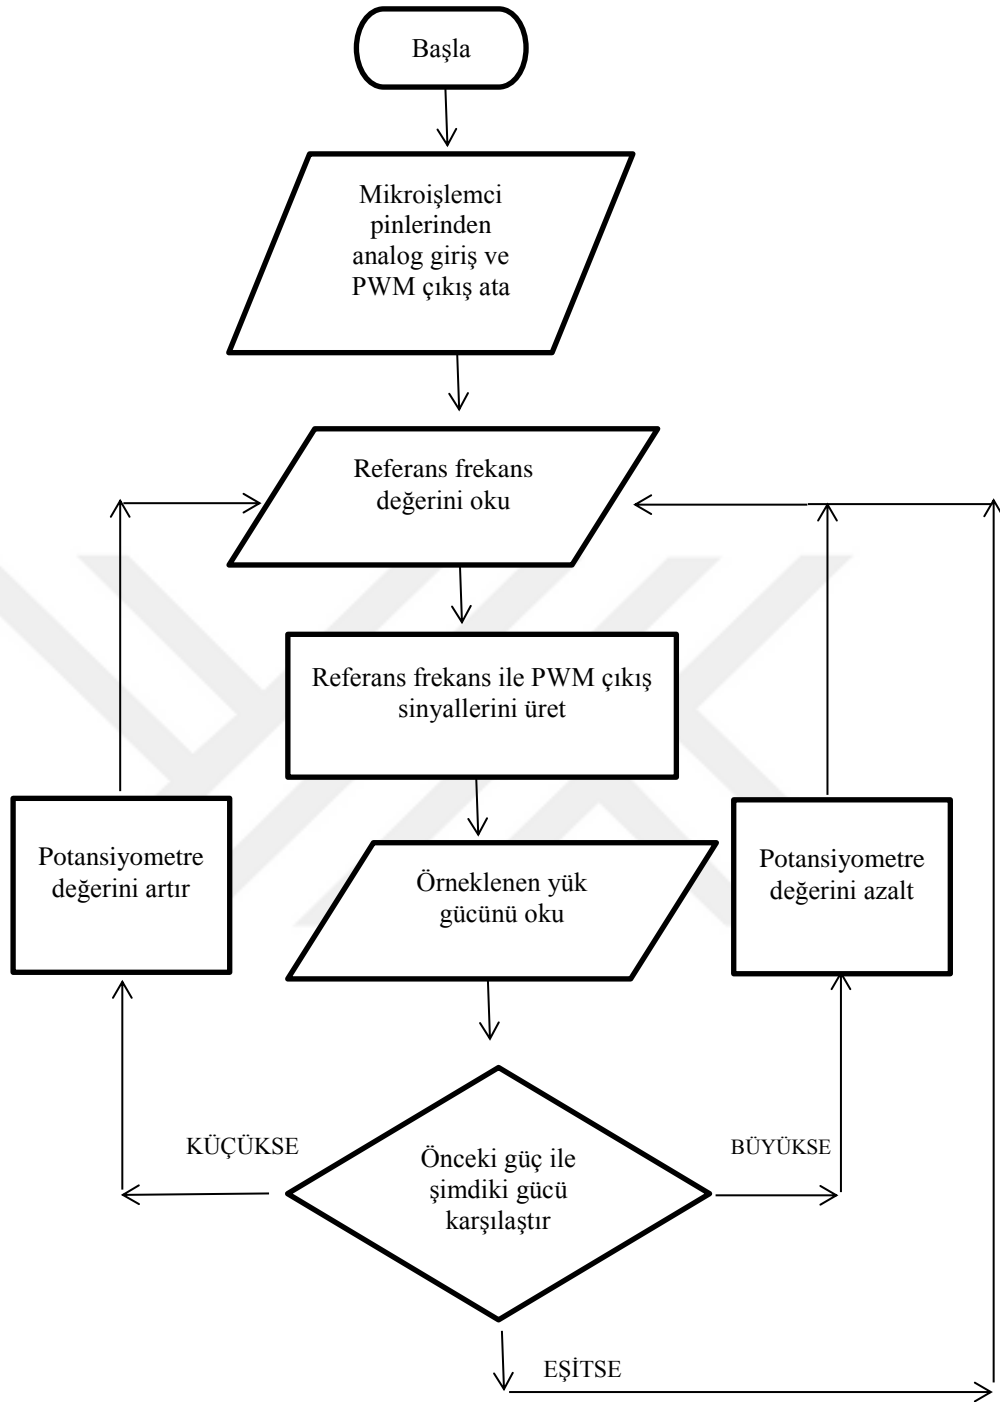 Başla
Mikroişlemci
pinlerinden
analog giriş ve
PWM çıkış ata
Referans frekans
değerini oku
Referans frekans ile PWM çıkış
sinyallerini üret
Potansiyometre
değerini artır
Örneklenen yük
gücünü oku
Potansiyometre
değerini azalt
KÜÇÜKSE
Önceki güç ile
şimdiki gücü
karşılaştır
BÜYÜKSE
EŞİTSE